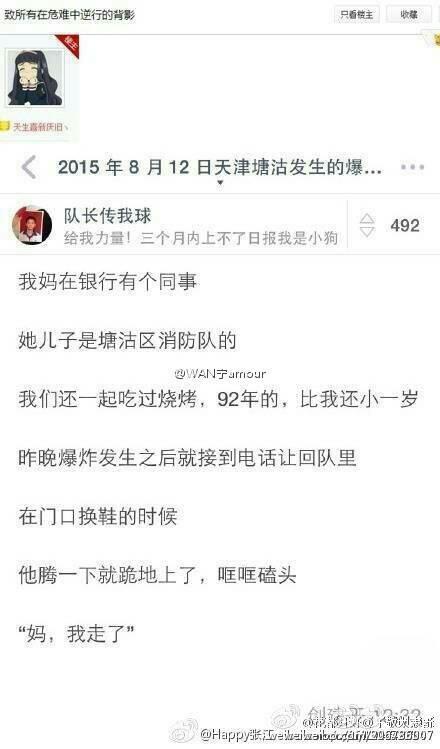 致所有在危难中逆行的背影
只看楼主
收藏
楼主
天生喜新厌旧
2015 年 8 月 12 日天津塘沽发生的爆...
队长传我球
给我力量!三个月内上不了日报我是小狗
492
我妈在银行有个同事
她儿子是塘沽区消防队的
@WAN宇amour
我们还一起吃过烧烤,92年的,比我还小一岁
昨晚爆炸发生之后就接到电话让回队里
在门口换鞋的时候
他腾一下就跪地上了,哐哐磕头
“妈,我走了”
12:32
@Happy张江